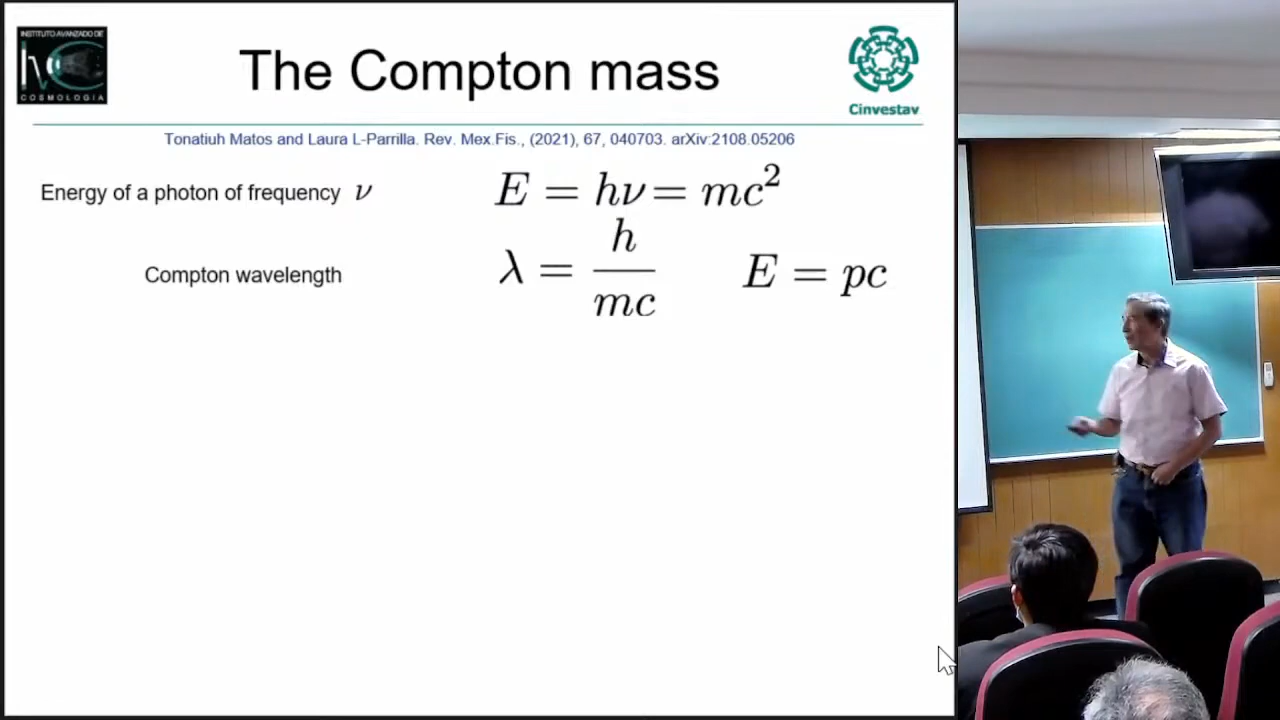 INSTITUTO AVANZADO DE
COSMOLOGIA
The Compton mass
Cinvestav
Tonatiuh Matos and Laura L-Parrilla. Rev. Mex.Fis., (2021), 67, 040703. arXiv:2108.05206
Energy of a photon of frequency ν
E = hν = mc²
Compton wavelength
λ = h/mc
E = pc